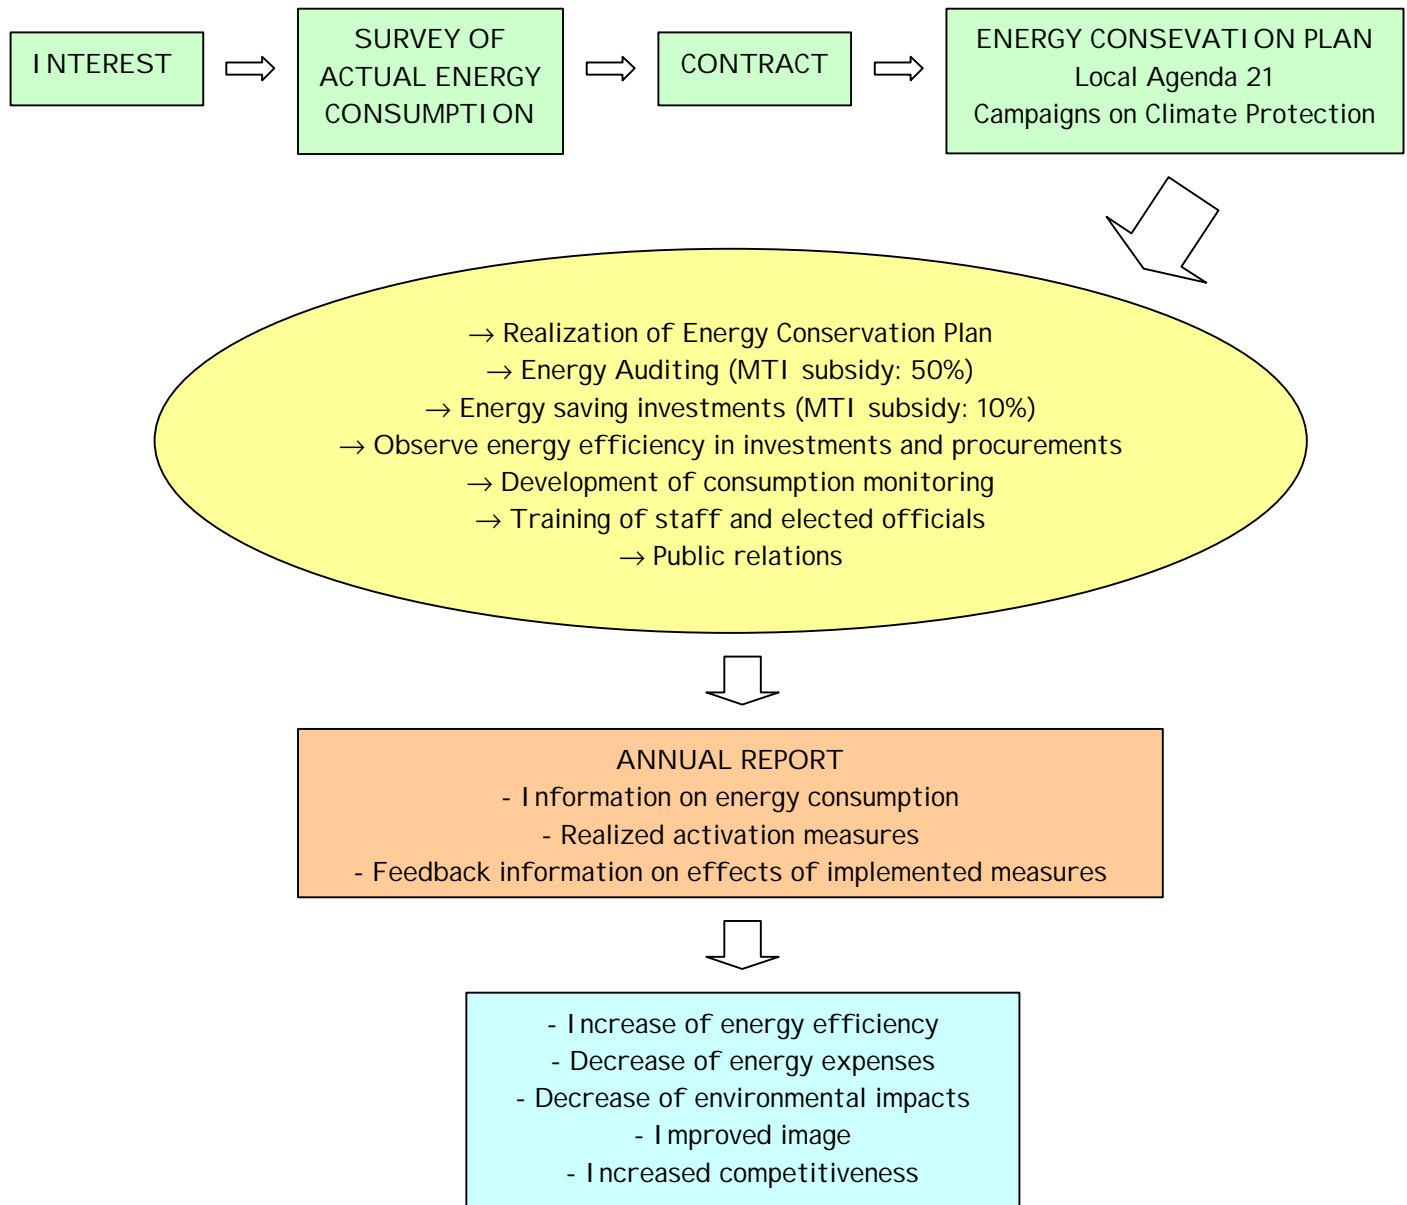 INTEREST
SURVEY OF
ACTUAL ENERGY
CONSUMPTION
CONTRACT
ENERGY CONSEVATION PLAN
Local Agenda 21
Campaigns on Climate Protection
→ Realization of Energy Conservation Plan
→ Energy Auditing (MTI subsidy: 50%)
→ Energy saving investments (MTI subsidy: 10%)
→ Observe energy efficiency in investments and procurements
→ Development of consumption monitoring
→ Training of staff and elected officials
→ Public relations
ANNUAL REPORT
- Information on energy consumption
- Realized activation measures
- Feedback information on effects of implemented measures
- Increase of energy efficiency
- Decrease of energy expenses
- Decrease of environmental impacts
- Improved image
- Increased competitiveness